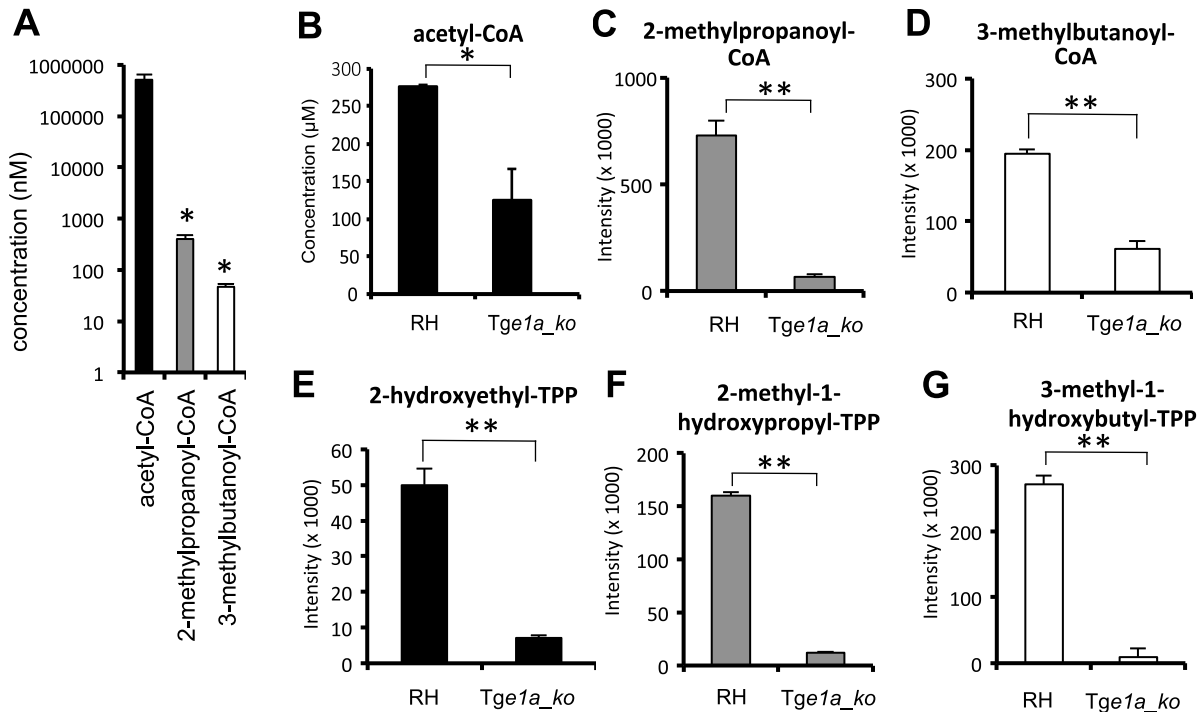 A
concentration (nM)
1000000
100000
10000
1000
100
10
1
*
*
acetyl-CoA
2-methylpropanoyl-CoA
3-methylbutanoyl-CoA
B
acetyl-CoA
*
Concentration (µM)
300
250
200
150
100
50
0
RH
Tge1a_ko
C
2-methylpropanoyl-
CoA
**
Intensity (x 1000)
1000
500
0
RH
Tge1a_ko
D
3-methylbutanoyl-
CoA
**
Intensity (x 1000)
300
200
100
0
RH
Tge1a_ko
E
2-hydroxyethyl-TPP
**
Intensity (x 1000)
60
50
40
30
20
10
0
RH
Tge1a_ko
F
2-methyl-1-
hydroxypropyl-TPP
**
Intensity (x 1000)
200
150
100
50
0
RH
Tge1a_ko
G
3-methyl-1-
hydroxybutyl-TPP
**
Intensity (x 1000)
300
200
100
0
RH
Tge1a_ko